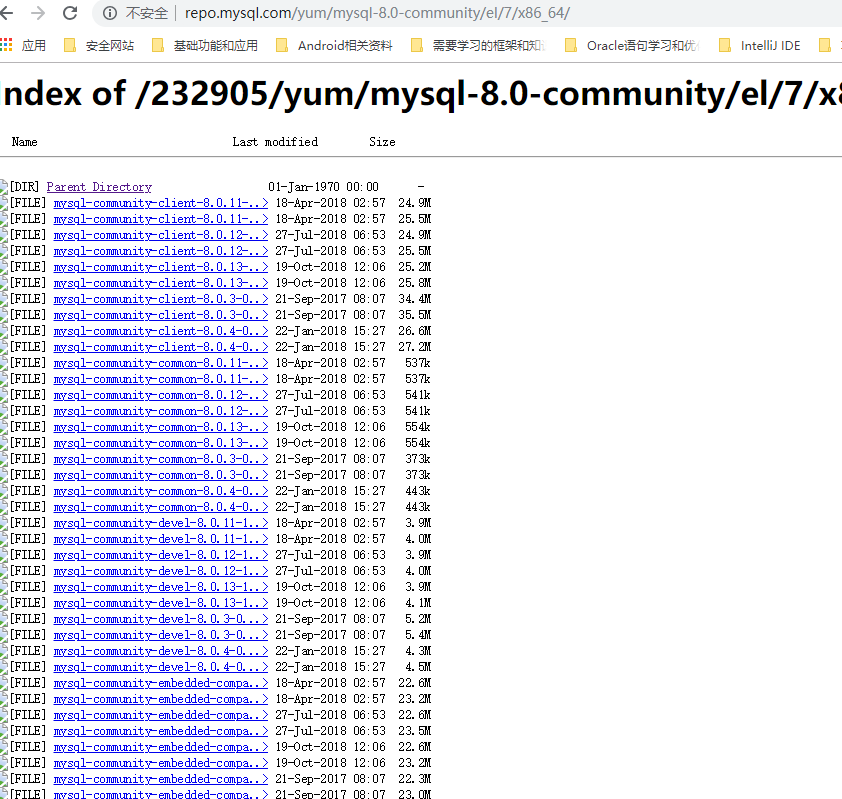 不安全 repo.mysql.com/yum/mysql-8.0-community/el/7/x86_64/
应用 安全网站 基础功能和应用 Android相关资料 需要学习的框架和知 Oracle语句学习和优 IntelliJ IDE
Index of /232905/yum/mysql-8.0-community/el/7/x8
Name Last modified Size
[DIR] Parent Directory 01-Jan-1970 00:00 -
[FILE] mysql-community-client-8.0.11-..> 18-Apr-2018 02:57 24.9M
[FILE] mysql-community-client-8.0.11-..> 18-Apr-2018 02:57 25.5M
[FILE] mysql-community-client-8.0.12-..> 27-Jul-2018 06:53 24.9M
[FILE] mysql-community-client-8.0.12-..> 27-Jul-2018 06:53 25.5M
[FILE] mysql-community-client-8.0.13-..> 19-Oct-2018 12:06 25.2M
[FILE] mysql-community-client-8.0.13-..> 19-Oct-2018 12:06 25.8M
[FILE] mysql-community-client-8.0.3-0..> 21-Sep-2017 08:07 34.4M
[FILE] mysql-community-client-8.0.3-0..> 21-Sep-2017 08:07 35.5M
[FILE] mysql-community-client-8.0.4-0..> 22-Jan-2018 15:27 26.6M
[FILE] mysql-community-client-8.0.4-0..> 22-Jan-2018 15:27 27.2M
[FILE] mysql-community-common-8.0.11-..> 18-Apr-2018 02:57 537k
[FILE] mysql-community-common-8.0.11-..> 18-Apr-2018 02:57 537k
[FILE] mysql-community-common-8.0.12-..> 27-Jul-2018 06:53 541k
[FILE] mysql-community-common-8.0.12-..> 27-Jul-2018 06:53 541k
[FILE] mysql-community-common-8.0.13-..> 19-Oct-2018 12:06 554k
[FILE] mysql-community-common-8.0.13-..> 19-Oct-2018 12:06 554k
[FILE] mysql-community-common-8.0.3-0..> 21-Sep-2017 08:07 373k
[FILE] mysql-community-common-8.0.3-0..> 21-Sep-2017 08:07 373k
[FILE] mysql-community-common-8.0.4-0..> 22-Jan-2018 15:27 443k
[FILE] mysql-community-common-8.0.4-0..> 22-Jan-2018 15:27 443k
[FILE] mysql-community-devel-8.0.11-1..> 18-Apr-2018 02:57 3.9M
[FILE] mysql-community-devel-8.0.11-1..> 18-Apr-2018 02:57 4.0M
[FILE] mysql-community-devel-8.0.12-1..> 27-Jul-2018 06:53 3.9M
[FILE] mysql-community-devel-8.0.12-1..> 27-Jul-2018 06:53 4.0M
[FILE] mysql-community-devel-8.0.13-1..> 19-Oct-2018 12:06 3.9M
[FILE] mysql-community-devel-8.0.13-1..> 19-Oct-2018 12:06 4.1M
[FILE] mysql-community-devel-8.0.3-0...> 21-Sep-2017 08:07 5.2M
[FILE] mysql-community-devel-8.0.3-0...> 21-Sep-2017 08:07 5.4M
[FILE] mysql-community-devel-8.0.4-0...> 22-Jan-2018 15:27 4.3M
[FILE] mysql-community-devel-8.0.4-0...> 22-Jan-2018 15:27 4.5M
[FILE] mysql-community-embedded-compa..> 18-Apr-2018 02:57 22.6M
[FILE] mysql-community-embedded-compa..> 18-Apr-2018 02:57 23.2M
[FILE] mysql-community-embedded-compa..> 27-Jul-2018 06:53 22.6M
[FILE] mysql-community-embedded-compa..> 27-Jul-2018 06:53 23.5M
[FILE] mysql-community-embedded-compa..> 19-Oct-2018 12:06 22.6M
[FILE] mysql-community-embedded-compa..> 19-Oct-2018 12:06 23.2M
[FILE] mysql-community-embedded-compa..> 21-Sep-2017 08:07 22.3M
[FILE] mysql-community-embedded-compa..> 21-Sep-2017 08:07 23.0M